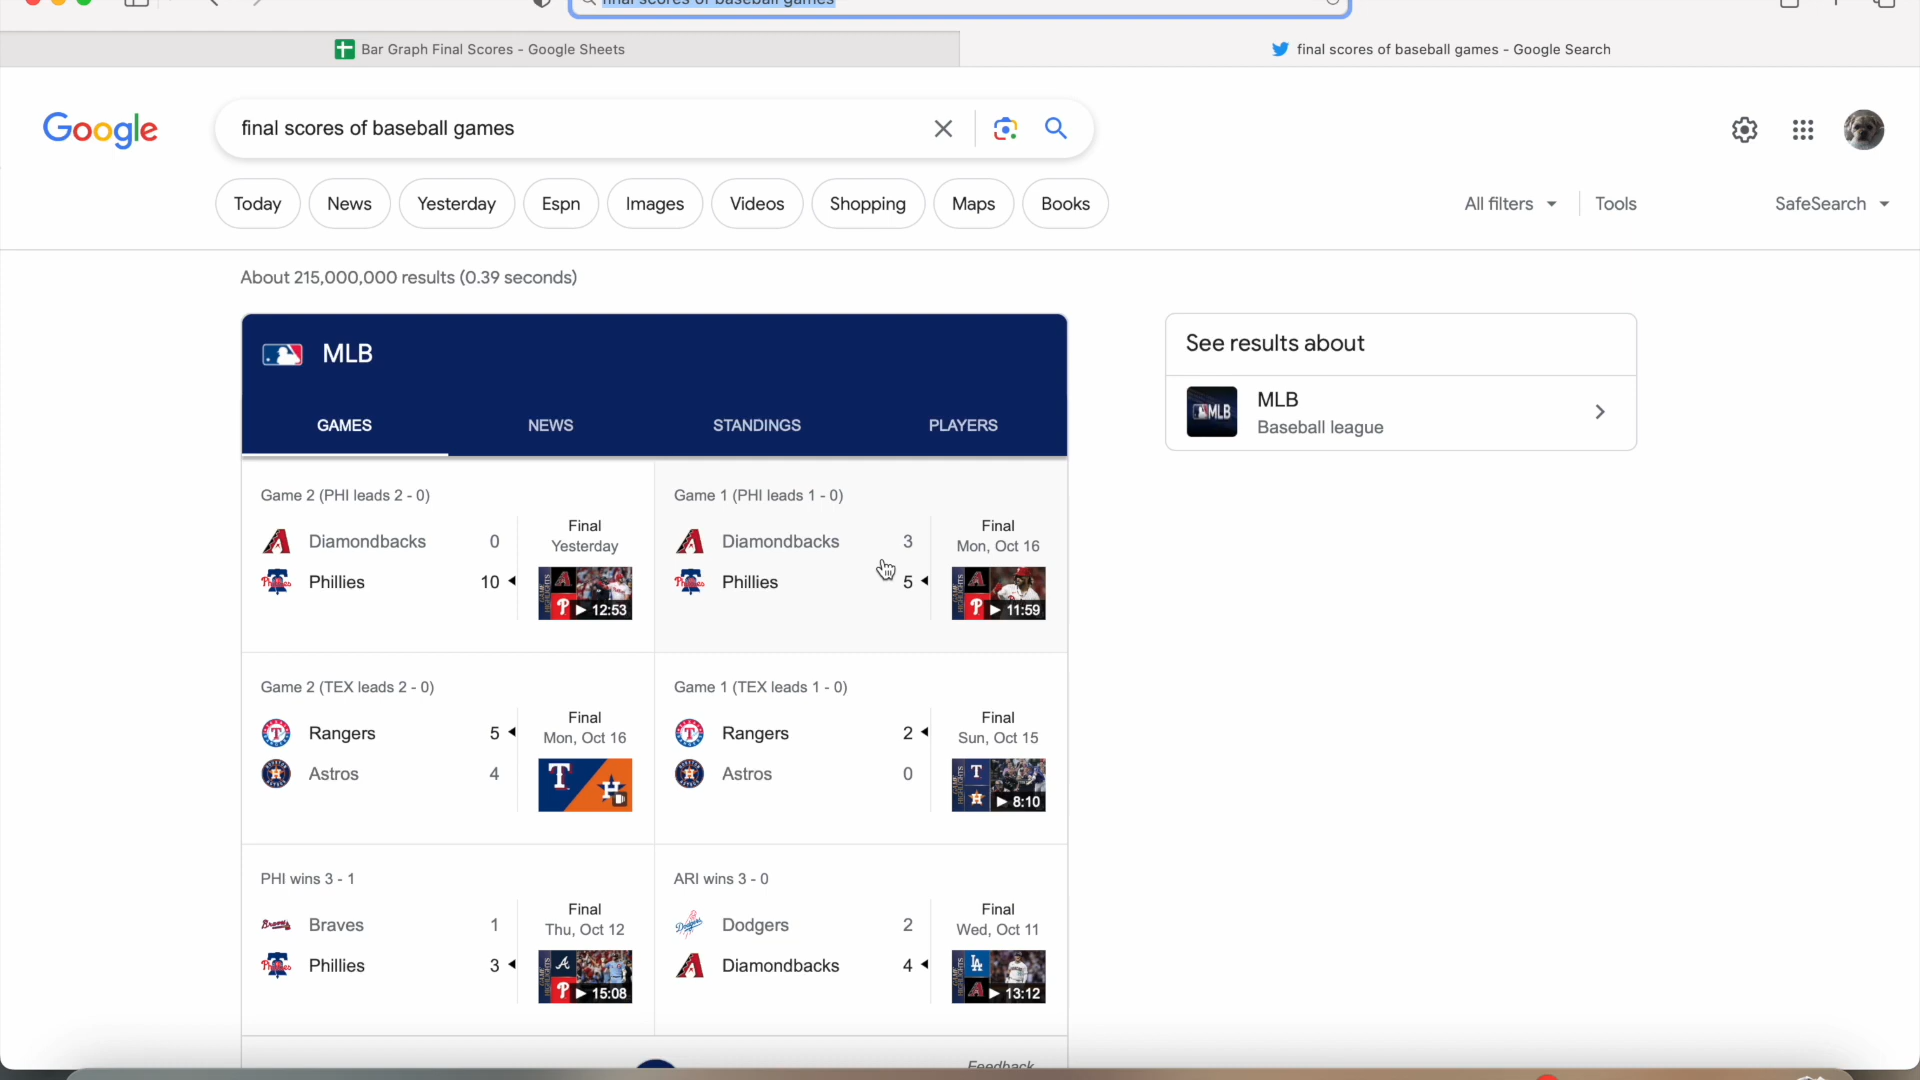 final scores of baseball games
Bar Graph Final Scores - Google Sheets
final scores of baseball games - Google Search
Google
final scores of baseball games
Today
News
Yesterday
Espn
Images
Videos
Shopping
Maps
Books
All filters
Tools
SafeSearch
About 215,000,000 results (0.39 seconds)
MLB
GAMES
NEWS
STANDINGS
PLAYERS
Game 2 (PHI leads 2 - 0)
Diamondbacks 0
Phillies 10
Final
Yesterday
12:53
Game 1 (PHI leads 1 - 0)
Diamondbacks 3
Phillies 5
Final
Mon, Oct 16
11:59
Game 2 (TEX leads 2 - 0)
Rangers 5
Astros 4
Final
Mon, Oct 16
Game 1 (TEX leads 1 - 0)
Rangers 2
Astros 0
Final
Sun, Oct 15
8:10
PHI wins 3 - 1
Braves 1
Phillies 3
Final
Thu, Oct 12
15:08
ARI wins 3 - 0
Dodgers 2
Diamondbacks 4
Final
Wed, Oct 11
13:12
Feedback
See results about
MLB
MLB
Baseball league